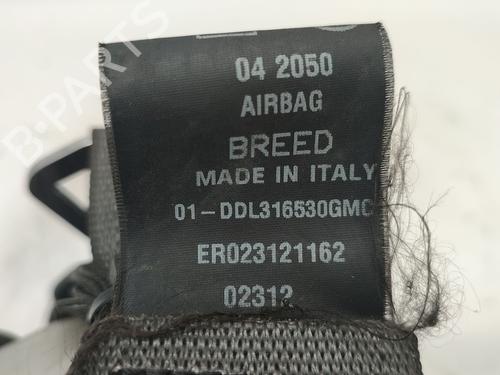 04 2050
AIRBAG
BREED
MADE IN ITALY
01-DDL316530GMC
ER023121162
02312
B-PARTS